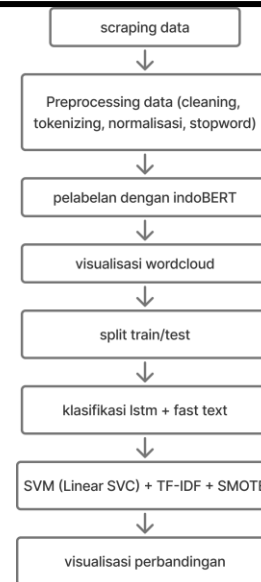 scraping data
Preprocessing data (cleaning,
tokenizing, normalisasi, stopword)
pelabelan dengan indoBERT
visualisasi wordcloud
split train/test
klasifikasi lstm + fast text
SVM (Linear SVC) + TF-IDF + SMOTE
visualisasi perbandingan